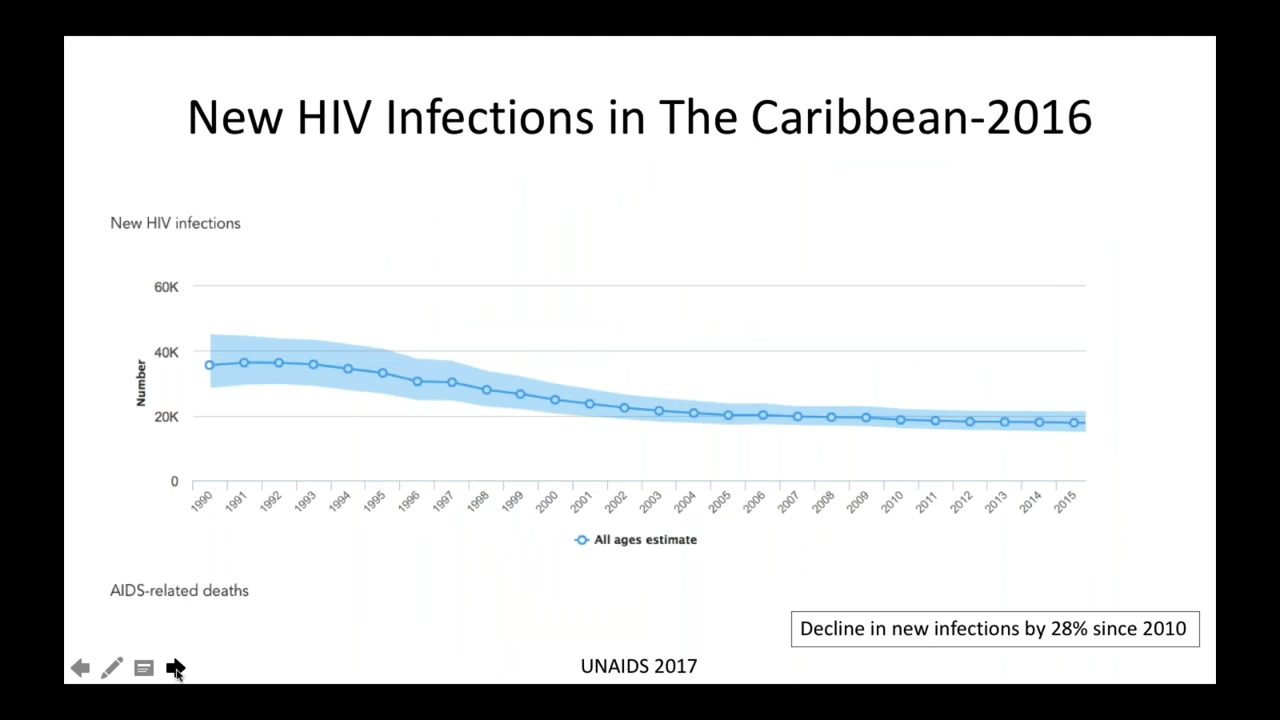 New HIV Infections in The Caribbean-2016
New HIV infections
60K
40K
20K
0
Number
1990 1991 1992 1993 1994 1995 1996 1997 1998 1999 2000 2001 2002 2003 2004 2005 2006 2007 2008 2009 2010 2011 2012 2013 2014 2015
All ages estimate
AIDS-related deaths
Decline in new infections by 28% since 2010
UNAIDS 2017